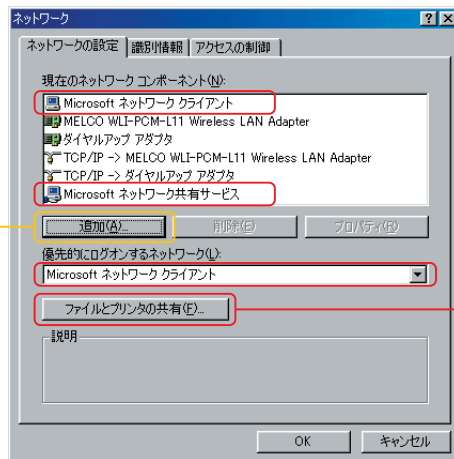 ネットワーク
ネットワークの設定 識別情報 アクセスの制御
現在のネットワーク コンポーネント(N):
Microsoft ネットワーク クライアント
MELCO WLI-PCM-L11 Wireless LAN Adapter
ダイヤルアップ アダプタ
TCP/IP -> MELCO WLI-PCM-L11 Wireless LAN Adapter
TCP/IP -> ダイヤルアップ アダプタ
Microsoft ネットワーク共有サービス
追加(A)... 削除(E) プロパティ(R)
優先的にログオンするネットワーク(L):
Microsoft ネットワーク クライアント
ファイルとプリンタの共有(F)...
説明
OK キャンセル